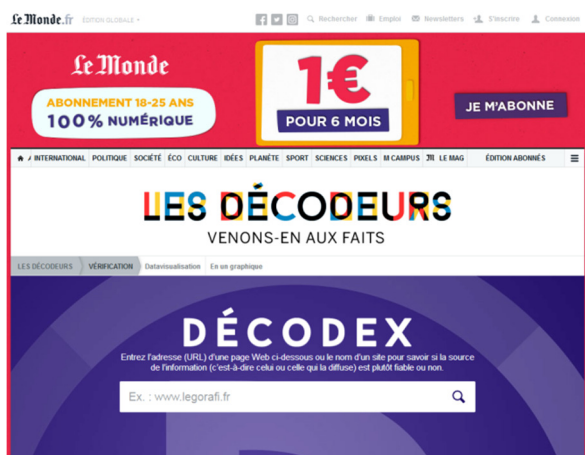 Le Monde.fr ÉDITION GLOBALE Rechercher Emploi Newsletters S'inscrire Connexion
Le Monde
ABONNEMENT 18-25 ANS
100% NUMÉRIQUE
1€
POUR 6 MOIS
JE M'ABONNE
INTERNATIONAL POLITIQUE SOCIÉTÉ ÉCO CULTURE IDÉES PLANÈTE SPORT SCIENCES PIXELS M CAMPUS M LE MAG ÉDITION ABONNÉS
LES DÉCODEURS
VENONS-EN AUX FAITS
LES DÉCODEURS VÉRIFICATION Datavisualisation En un graphique
DÉCODEX
Entrez l'adresse (URL) d'une page Web ci-dessous ou le nom d'un site pour savoir si la source
de l'information (c'est-à-dire celui ou celle qui la diffuse) est plutôt fiable ou non.
Ex. : www.legorafi.fr